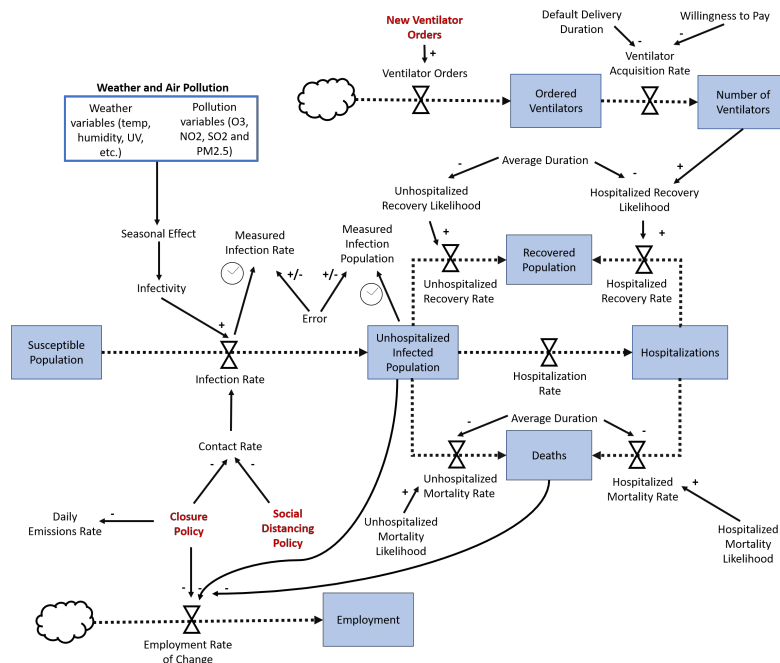 New Ventilator
Orders
+
Ventilator Orders
Default Delivery
Duration
-
Willingness to Pay
-
Ventilator
Acquisition Rate
Ordered
Ventilators
Number of
Ventilators
Weather and Air Pollution
Weather
variables (temp,
humidity, UV,
etc.)
Pollution
variables (O3,
NO2, SO2 and
PM2.5)
Average Duration
-
-
+
Unhospitalized
Recovery Likelihood
Hospitalized Recovery
Likelihood
+
+
Seasonal Effect
Measured
Infection Rate
Measured
Infection
Population
Infectivity
+/-
+/-
Error
Unhospitalized
Recovery Rate
Recovered
Population
Hospitalized
Recovery Rate
+
Susceptible
Population
Infection Rate
Unhospitalized
Infected
Population
Hospitalization
Rate
Hospitalizations
Contact Rate
-
-
Average Duration
-
-
Deaths
Unhospitalized
Mortality Rate
Hospitalized
Mortality Rate
+
+
Daily
Emissions Rate
-
Closure
Policy
Social
Distancing
Policy
Unhospitalized
Mortality
Likelihood
Hospitalized
Mortality
Likelihood
-
-
-
Employment Rate
of Change
Employment